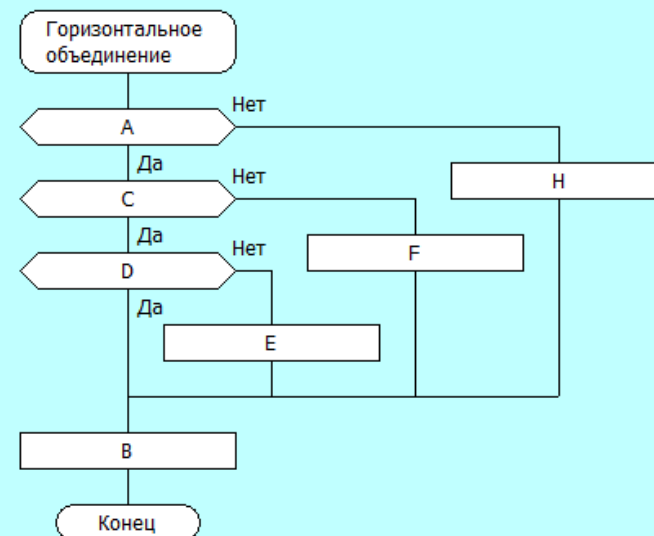 Горизонтальное
объединение
Нет
A
Да
Нет
H
C
Да
Нет
F
D
Да
E
B
Конец